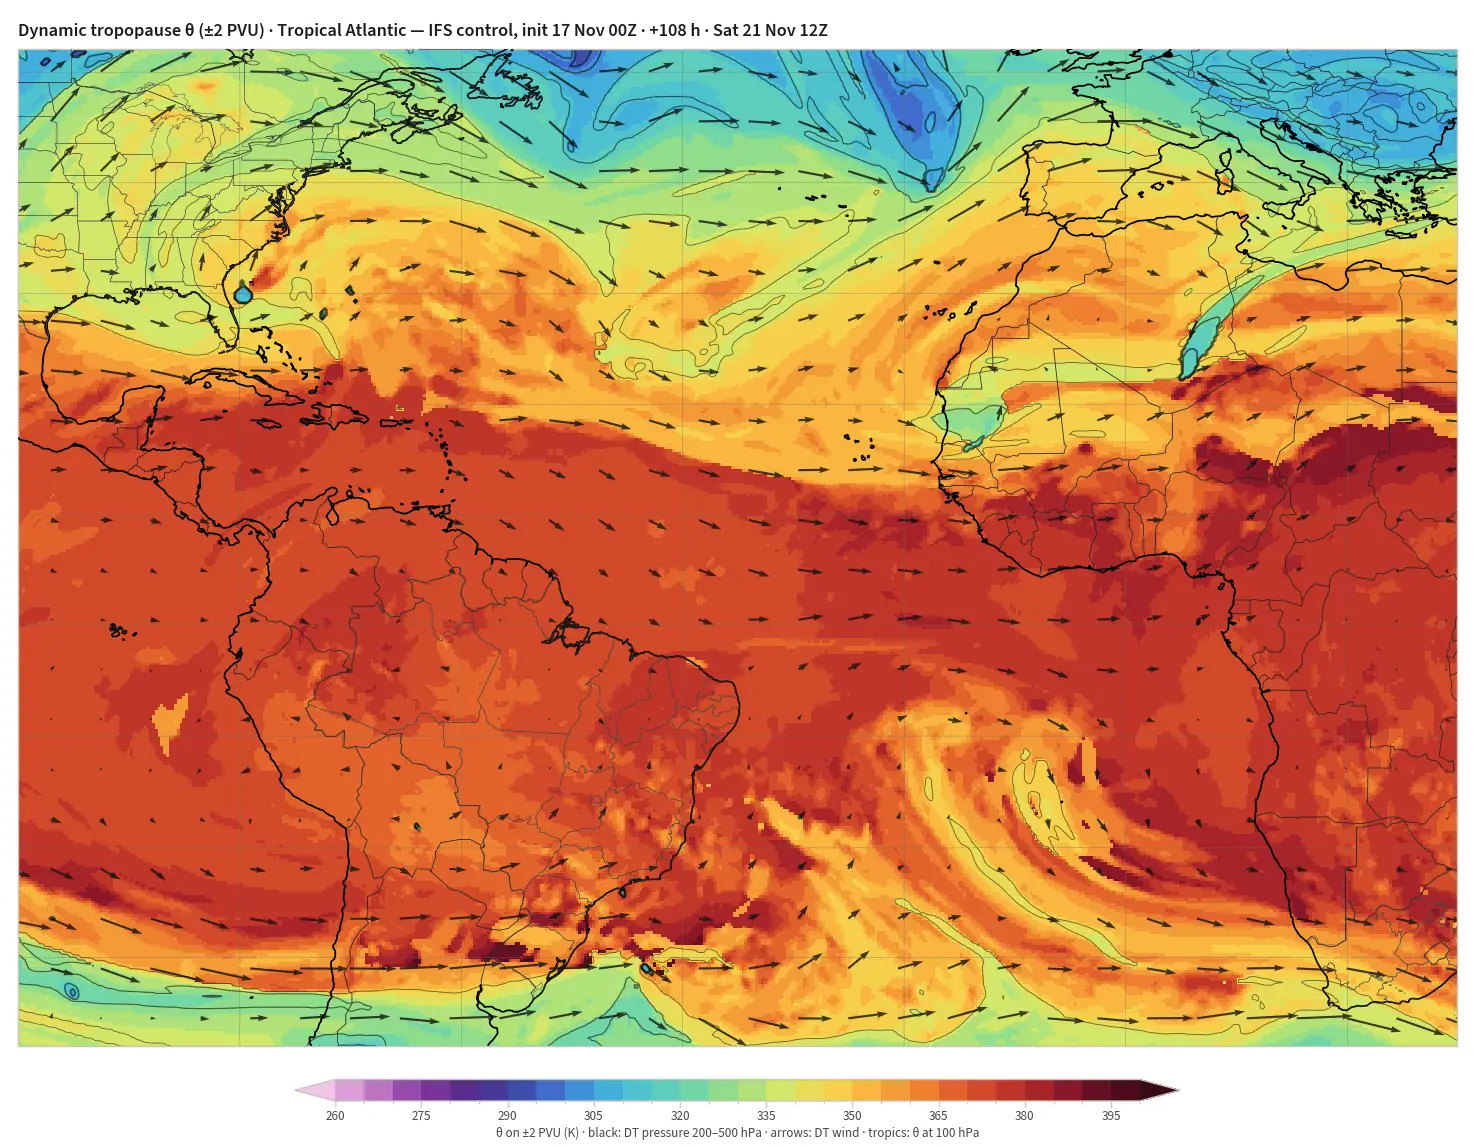 Dynamic tropopause θ (±2 PVU) · Tropical Atlantic — IFS control, init 17 Nov 00Z · +108 h · Sat 21 Nov 12Z
260 275 290 305 320 335 350 365 380 395
θ on ±2 PVU (K) · black: DT pressure 200–500 hPa · arrows: DT wind · tropics: θ at 100 hPa